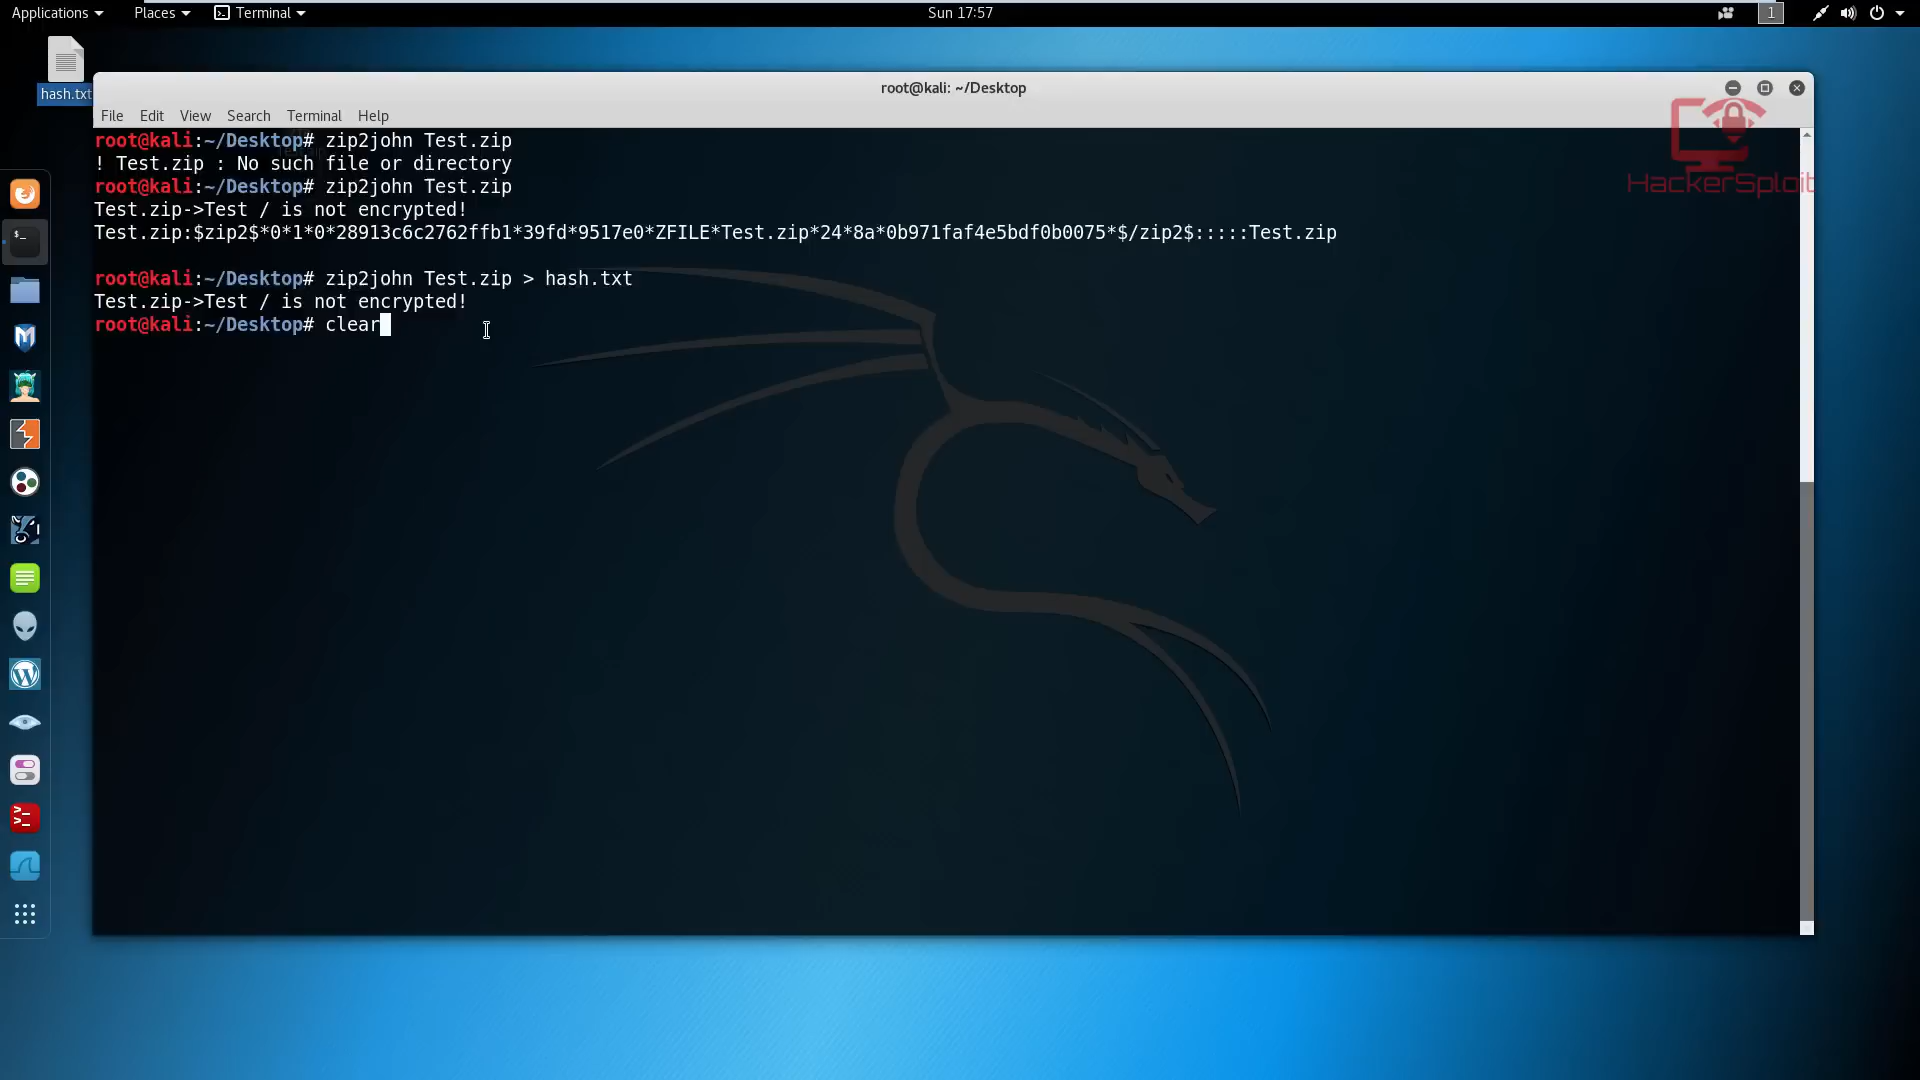 Applications Places Terminal Sun 17:57 1
hash.txt
root@kali: ~/Desktop
File Edit View Search Terminal Help
root@kali:~/Desktop# zip2john Test.zip
! Test.zip : No such file or directory
root@kali:~/Desktop# zip2john Test.zip
Test.zip->Test / is not encrypted!
Test.zip:$zip2$*0*1*0*28913c6c2762ffb1*39fd*9517e0*ZFILE*Test.zip*24*8a*0b971faf4e5bdf0b0075*$/zip2$:::::Test.zip
root@kali:~/Desktop# zip2john Test.zip > hash.txt
Test.zip->Test / is not encrypted!
root@kali:~/Desktop# clear
HackerSploit